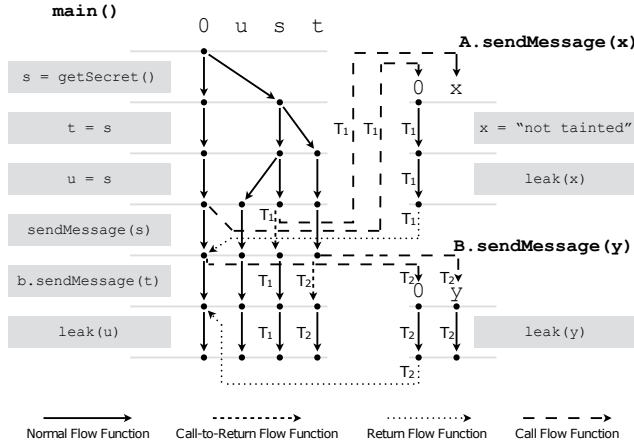 main()
0 u s t
A.sendMessage(x)
s = getSecret()
0 x
t = s
T1 T1 T1
x = "not tainted"
u = s
T1
leak(x)
T1 T1
sendMessage(s)
B.sendMessage(y)
b.sendMessage(t)
T1 T2 T2 T2
0 y
leak(u)
T1 T2 T2 T2
leak(y)
T2
Normal Flow Function
Call-to-Return Flow Function
Return Flow Function
Call Flow Function